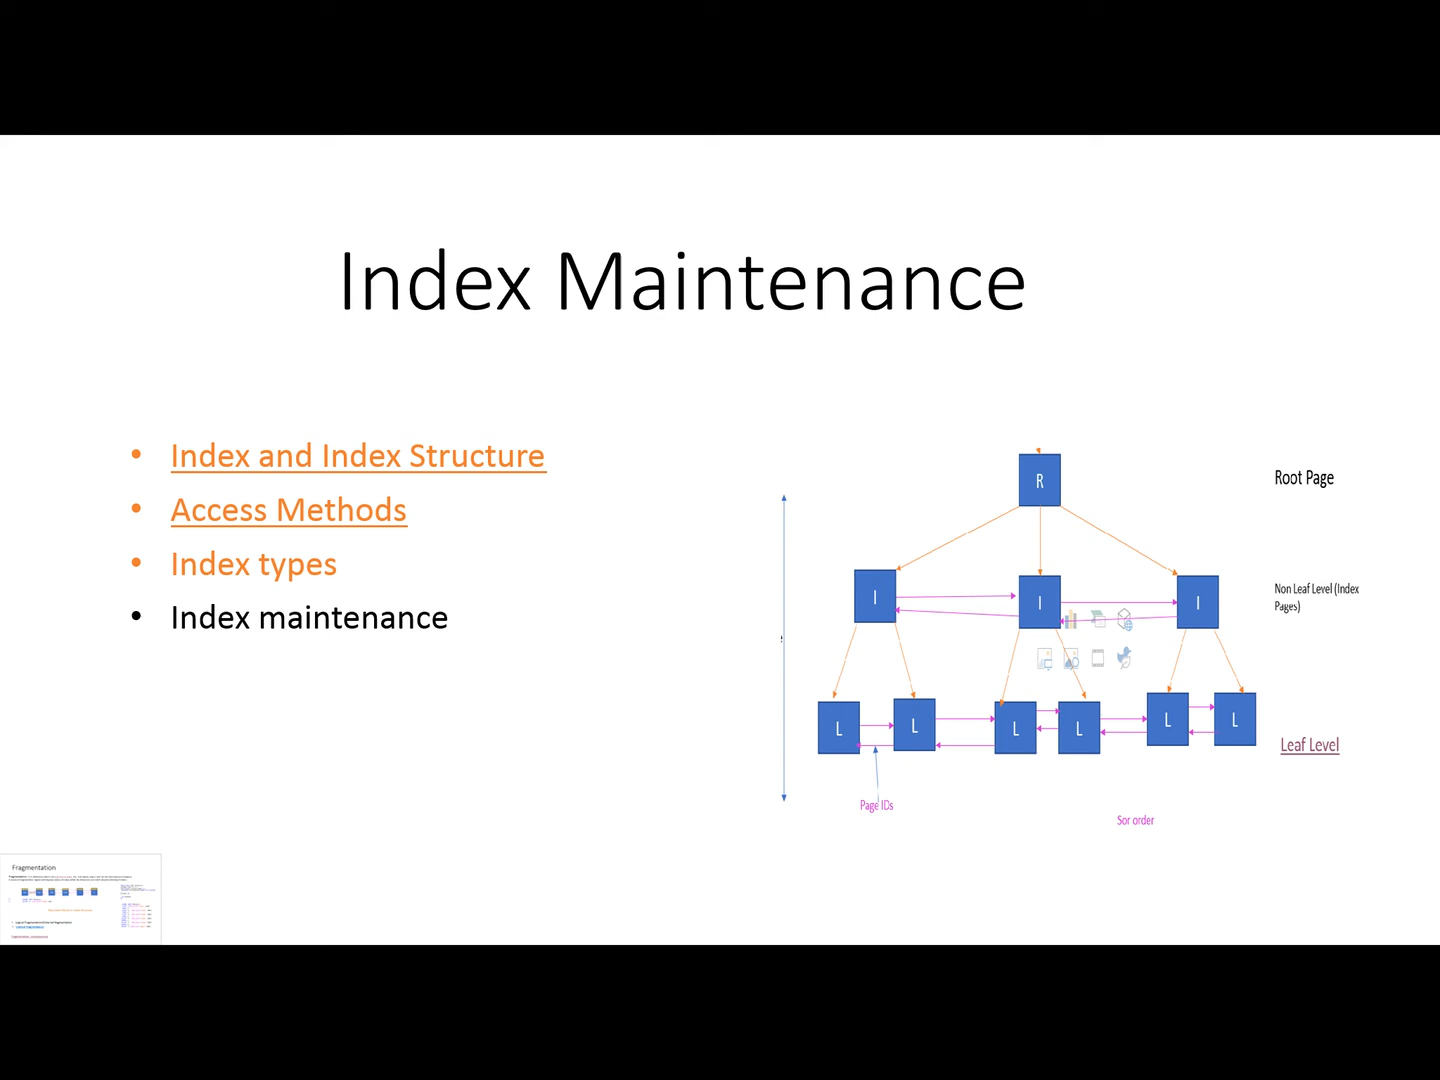 Index Maintenance
• Index and Index Structure
• Access Methods
• Index types
• Index maintenance
R
Root Page
I
I
I
Non Leaf Level (Index
Pages)
L
L
L
L
L
L
Leaf Level
Page IDs
Sor order
Fragmentation